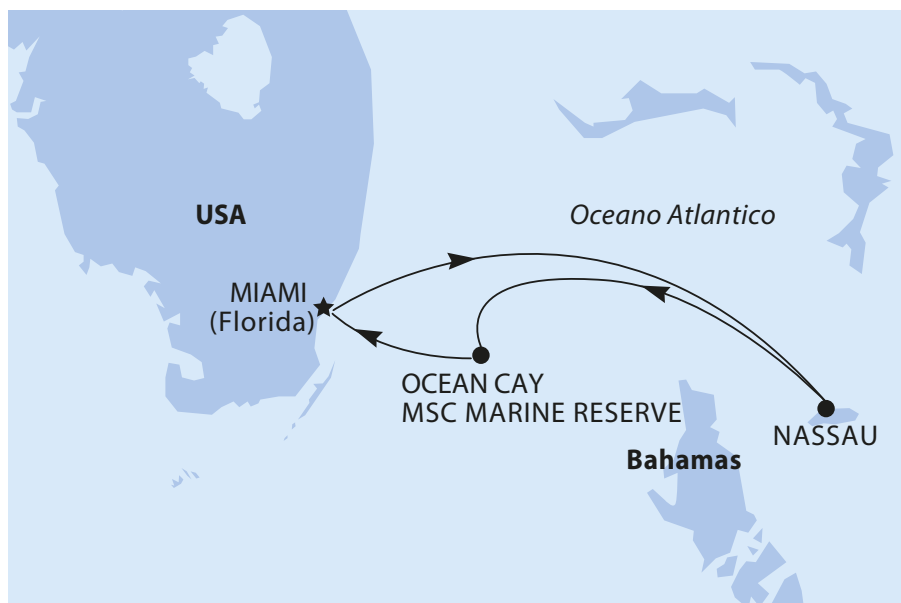 USA
Oceano Atlantico
MIAMI
(Florida)
OCEAN CAY
MSC MARINE RESERVE
NASSAU
Bahamas